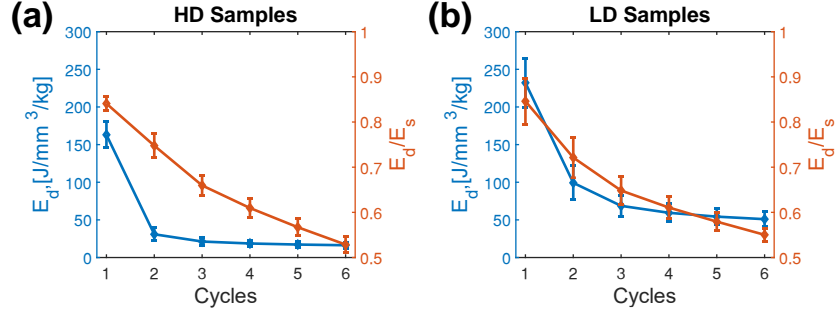 (a)
HD Samples
300
250
200
150
100
50
0
E_d,[J/mm ³/kg]
1
0.9
0.8
0.7
0.6
0.5
E_d/E_s
1 2 3 4 5 6
Cycles
(b)
LD Samples
300
250
200
150
100
50
0
E_d,[J/mm ³/kg]
1
0.9
0.8
0.7
0.6
0.5
E_d/E_s
1 2 3 4 5 6
Cycles